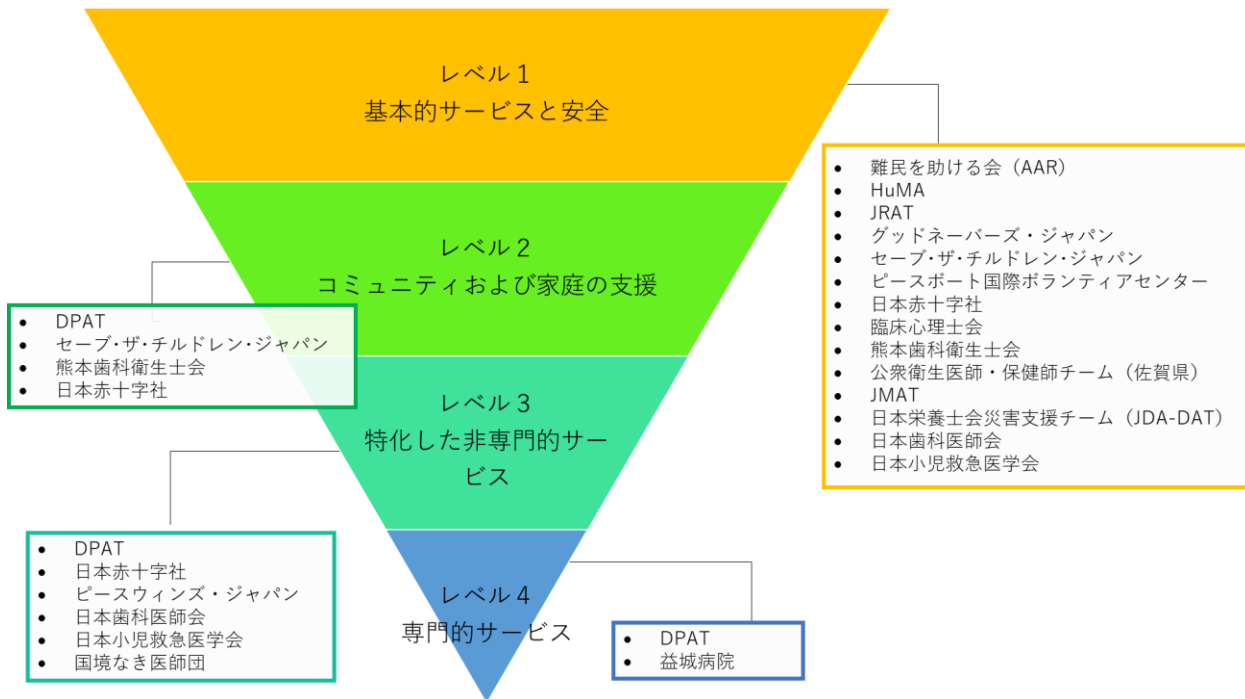 レベル１
基本的サービスと安全
• 難民を助ける会（AAR）
• HuMA
• JRAT
• グッドネーバーズ・ジャパン
• セーブ・ザ・チルドレン・ジャパン
• ピースボート国際ボランティアセンター
• 日本赤十字社
• 臨床心理士会
• 熊本歯科衛生士会
• 公衆衛生医師・保健師チーム（佐賀県）
• JMAT
• 日本栄養士会災害支援チーム（JDA-DAT）
• 日本歯科医師会
• 日本小児救急医学会
レベル２
コミュニティおよび家庭の支援
• DPAT
• セーブ・ザ・チルドレン・ジャパン
• 熊本歯科衛生士会
• 日本赤十字社
レベル３
特化した非専門的サー
ビス
• DPAT
• 日本赤十字社
• ピースウィンズ・ジャパン
• 日本歯科医師会
• 日本小児救急医学会
• 国境なき医師団
レベル４
専門的サービス
• DPAT
• 益城病院